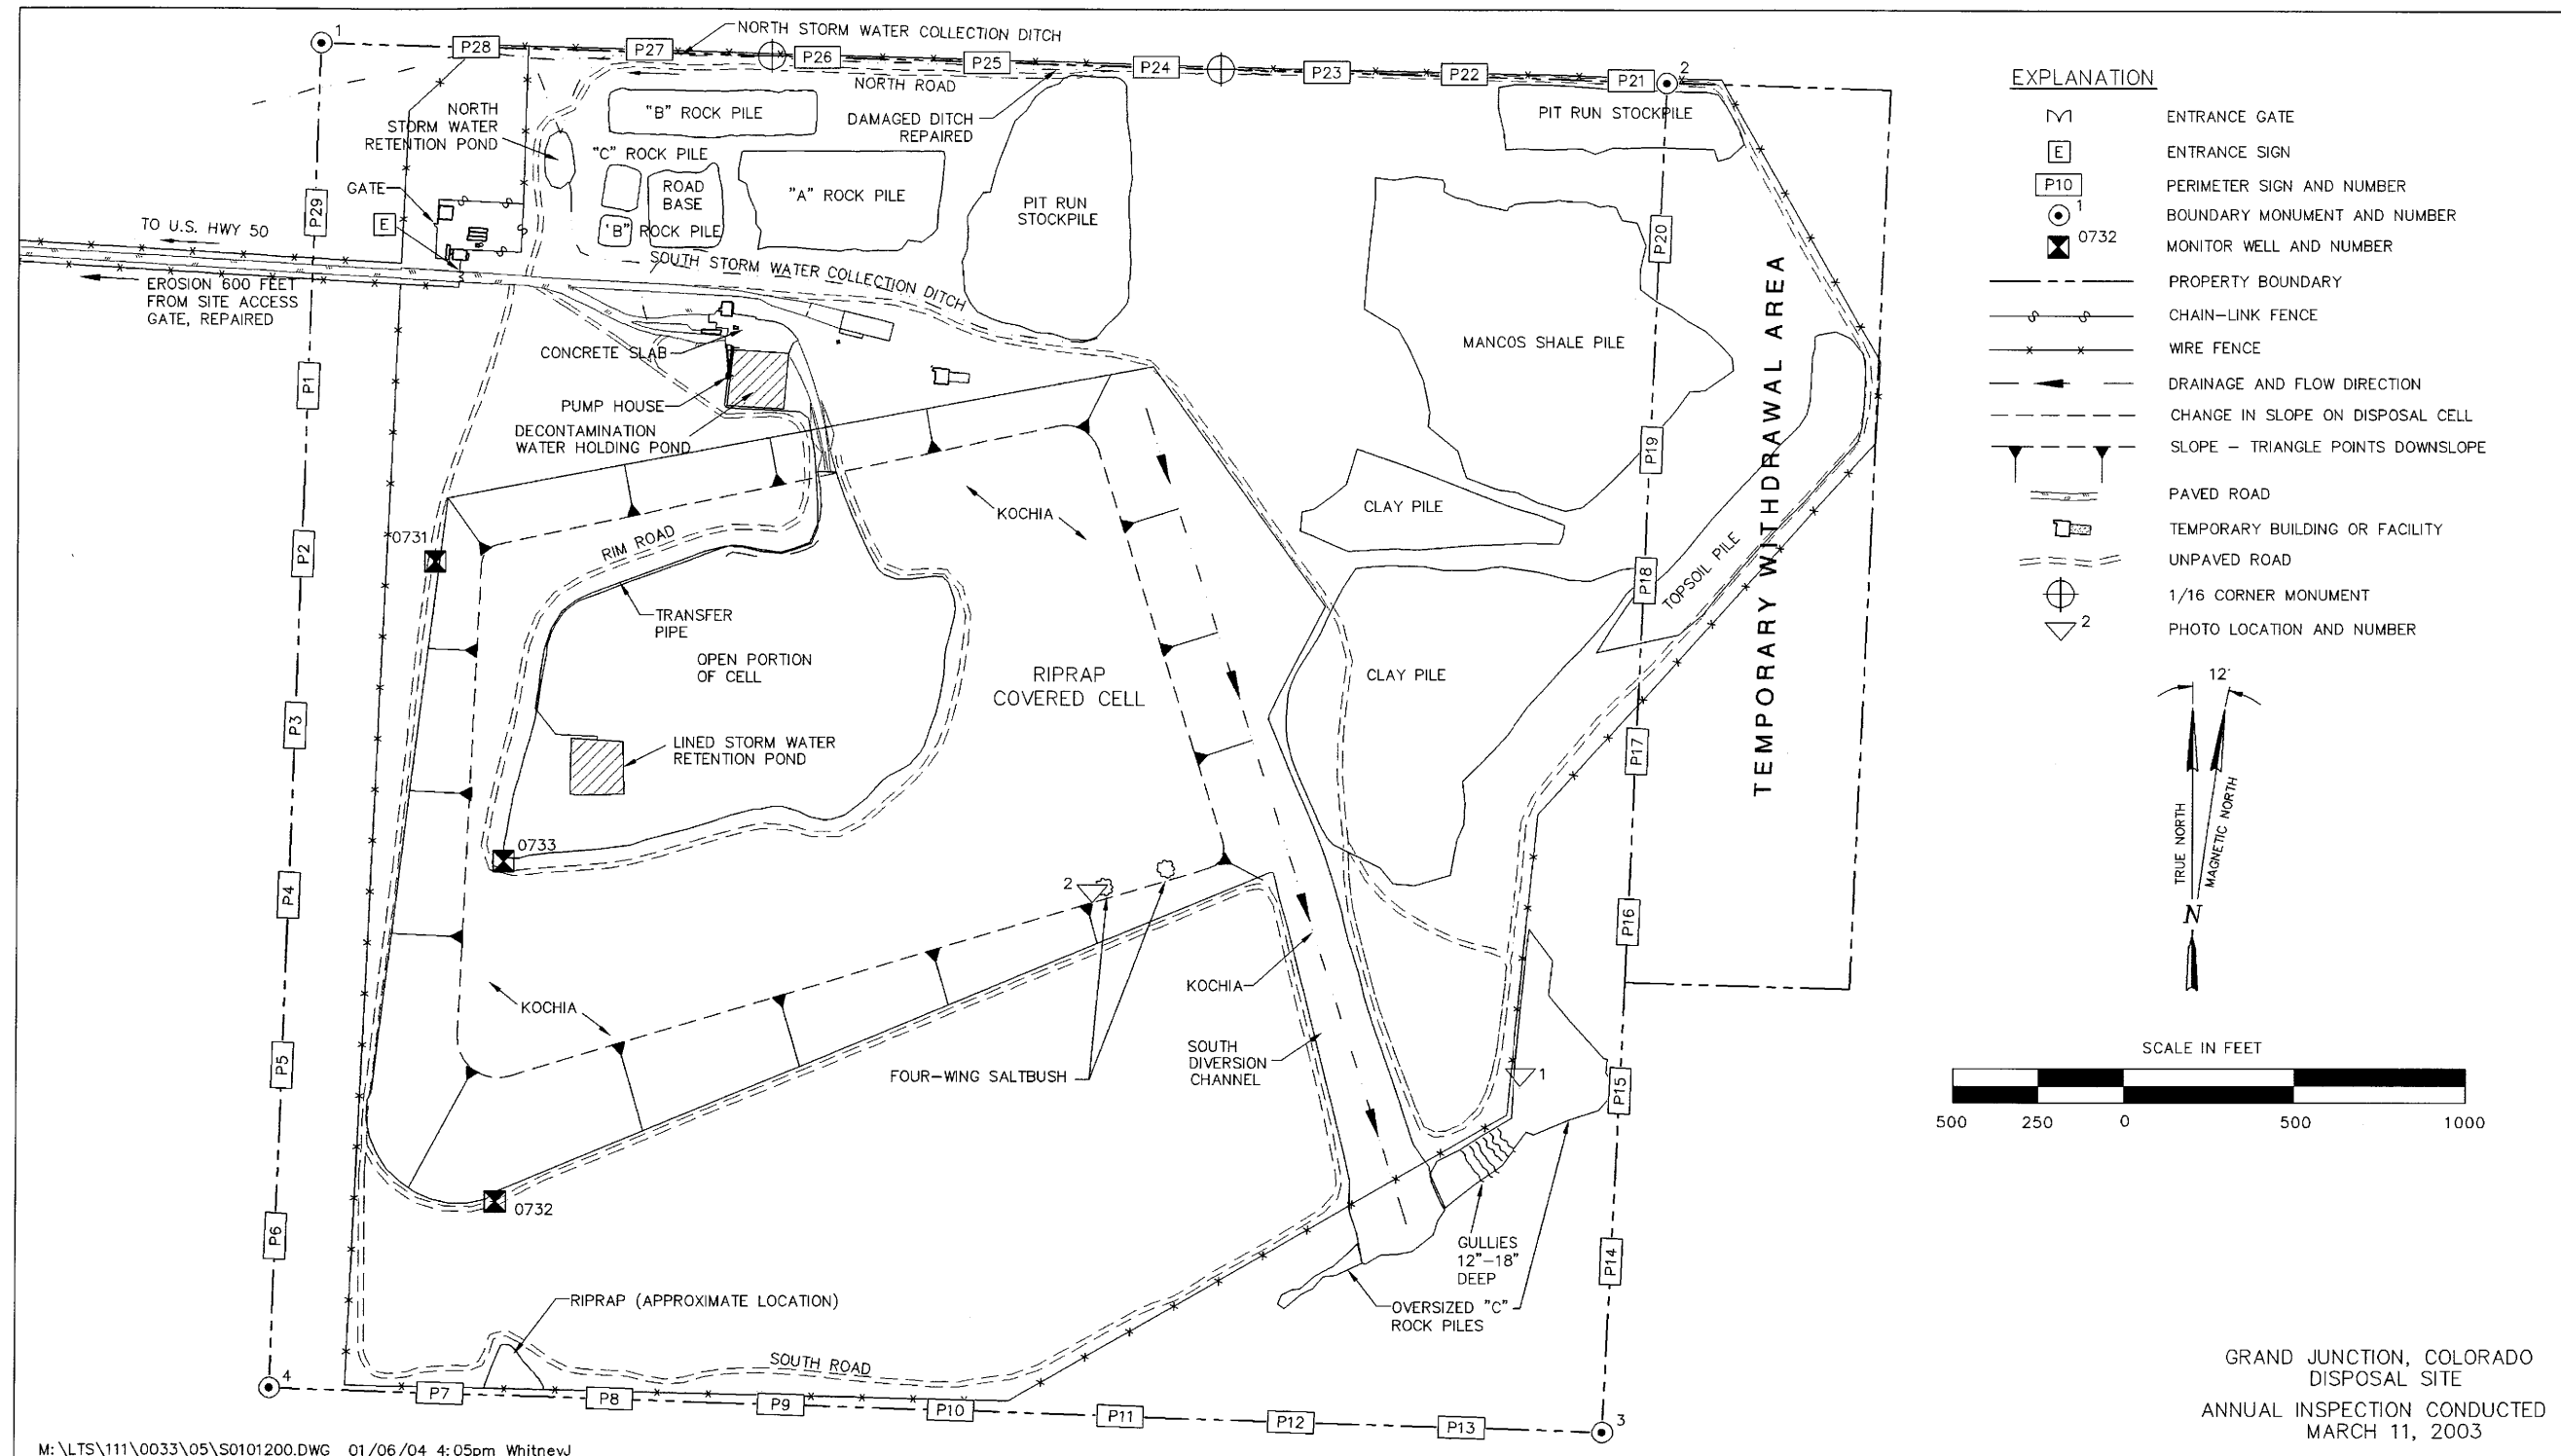 1
NORTH STORM WATER COLLECTION DITCH
P28
P27
P26
P25
P24
P23
P22
P21
2
NORTH ROAD
NORTH
STORM WATER
RETENTION POND
"B" ROCK PILE
DAMAGED DITCH
REPAIRED
PIT RUN STOCKPILE
"C" ROCK PILE
ROAD
BASE
"A" ROCK PILE
PIT RUN
STOCKPILE
"B" ROCK PILE
GATE
P29
E
TO U.S. HWY 50
P20
SOUTH STORM WATER COLLECTION DITCH
EROSION 600 FEET
FROM SITE ACCESS
GATE, REPAIRED
P1
CONCRETE SLAB
PUMP HOUSE
DECONTAMINATION
WATER HOLDING POND
MANCOS SHALE PILE
TEMPORARY WITHDRAWAL AREA
P19
CLAY PILE
KOCHIA
P2
0731
RIM ROAD
P18
TOPSOIL PILE
TRANSFER
PIPE
OPEN PORTION
OF CELL
RIPRAP
COVERED CELL
CLAY PILE
P3
P17
LINED STORM WATER
RETENTION POND
0733
P4
2
P16
KOCHIA
KOCHIA
P5
SOUTH
DIVERSION
CHANNEL
FOUR-WING SALTBUSH
1
P15
0732
P6
GULLIES
12"-18"
DEEP
P14
OVERSIZED "C"
ROCK PILES
RIPRAP (APPROXIMATE LOCATION)
SOUTH ROAD
4
P7
P8
P9
P10
P11
P12
P13
3
EXPLANATION
ENTRANCE GATE
E ENTRANCE SIGN
P10 PERIMETER SIGN AND NUMBER
1 BOUNDARY MONUMENT AND NUMBER
0732 MONITOR WELL AND NUMBER
PROPERTY BOUNDARY
CHAIN-LINK FENCE
WIRE FENCE
DRAINAGE AND FLOW DIRECTION
CHANGE IN SLOPE ON DISPOSAL CELL
SLOPE - TRIANGLE POINTS DOWNSLOPE
PAVED ROAD
TEMPORARY BUILDING OR FACILITY
UNPAVED ROAD
1/16 CORNER MONUMENT
2 PHOTO LOCATION AND NUMBER
12°
TRUE NORTH
MAGNETIC NORTH
N
SCALE IN FEET
500 250 0 500 1000
GRAND JUNCTION, COLORADO
DISPOSAL SITE
ANNUAL INSPECTION CONDUCTED
MARCH 11, 2003
M:\LTS\111\0033\05\S0101200.DWG 01/06/04 4:05pm WhitneyJ